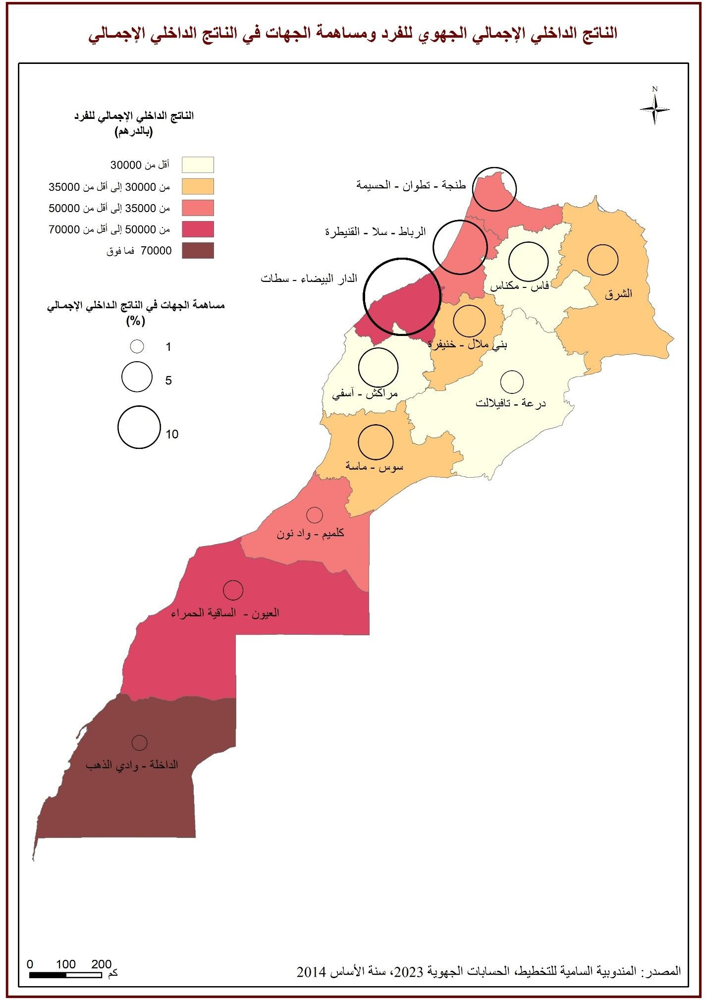 الناتج الداخلي الإجمالي الجهوي للفرد ومساهمة الجهات في الناتج الداخلي الإجمالي
N
الناتج الداخلي الإجمالي للفرد
(بالدرهم)
أقل من 30000
من 30000 إلى أقل من 35000
من 35000 إلى أقل من 50000
من 50000 إلى أقل من 70000
70000 فما فوق
مساهمة الجهات في الناتج الداخلي الإجمالي
(%)
1
5
10
طنجة - تطوان - الحسيمة
الرباط - سلا - القنيطرة
الدار البيضاء - سطات
فاس - مكناس
الشرق
بني ملال - خنيفرة
مراكش - آسفي
درعة - تافيلالت
سوس - ماسة
كلميم - واد نون
العيون - الساقية الحمراء
الداخلة - وادي الذهب
0 100 200
كم
المصدر: المندوبية السامية للتخطيط، الحسابات الجهوية 2023، سنة الأساس 2014